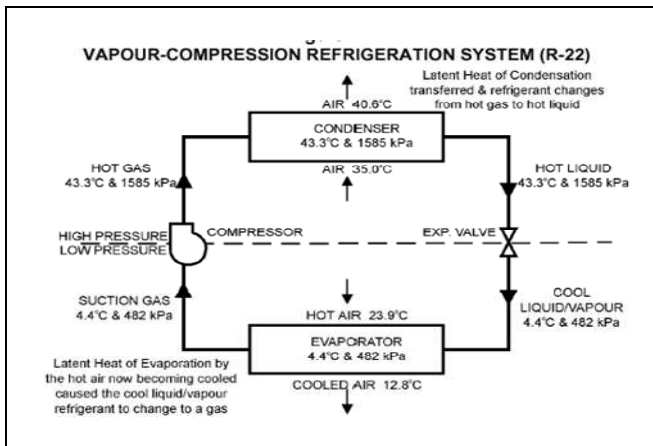 VAPOUR-COMPRESSION REFRIGERATION SYSTEM (R-22)
Latent Heat of Condensation
transferred & refrigerant changes
from hot gas to hot liquid
AIR 40.6°C
CONDENSER
43.3°C & 1585 kPa
AIR 35.0°C
HOT GAS
43.3°C & 1585 kPa
HOT LIQUID
43.3°C & 1585 kPa
HIGH PRESSURE
LOW PRESSURE
COMPRESSOR
EXP. VALVE
SUCTION GAS
4.4°C & 482 kPa
COOL
LIQUID/VAPOUR
4.4°C & 482 kPa
HOT AIR 23.9°C
EVAPORATOR
4.4°C & 482 kPa
COOLED AIR 12.8°C
Latent Heat of Evaporation by
the hot air now becoming cooled
caused the cool liquid/vapour
refrigerant to change to a gas